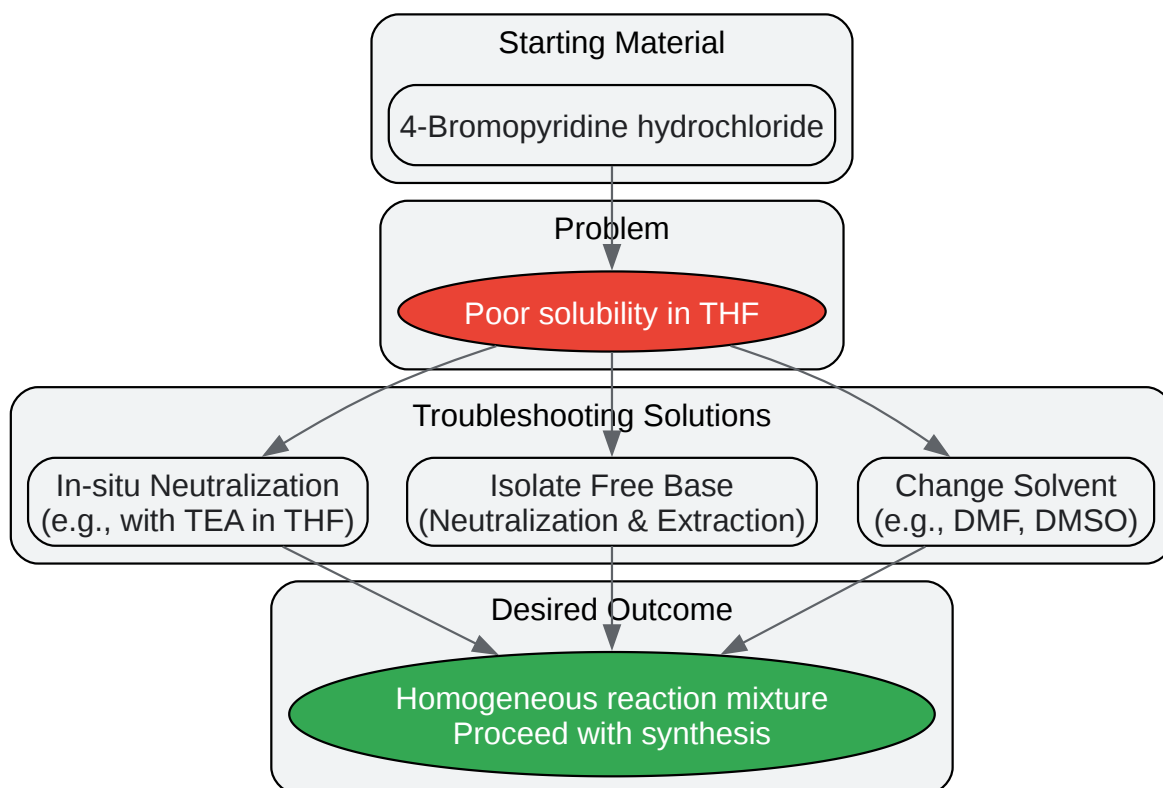 Starting Material
4-Bromopyridine hydrochloride
Problem
Poor solubility in THF
Troubleshooting Solutions
In-situ Neutralization
(e.g., with TEA in THF)
Isolate Free Base
(Neutralization & Extraction)
Change Solvent
(e.g., DMF, DMSO)
Desired Outcome
Homogeneous reaction mixture
Proceed with synthesis